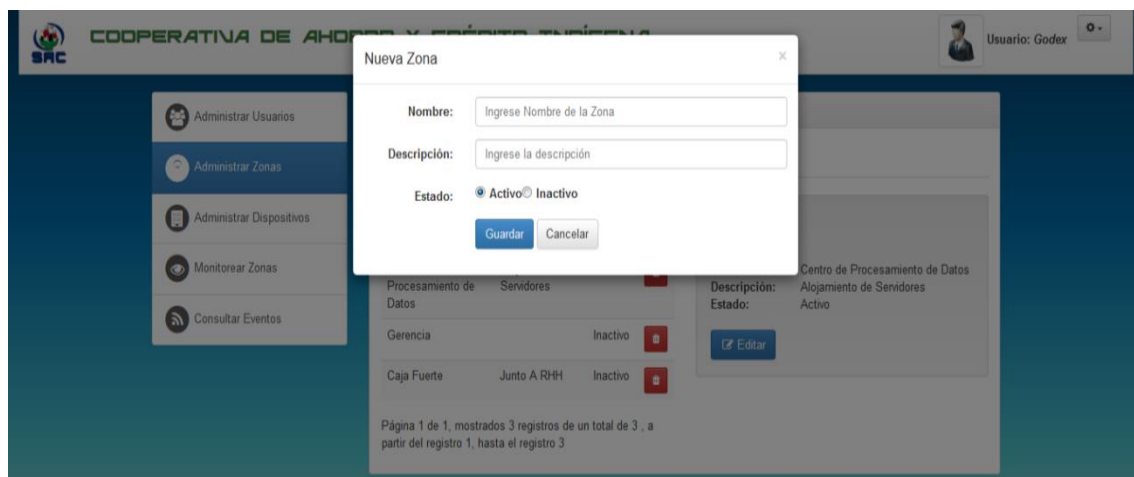 SAC
COOPERATIVA DE
Usuario: Godex
Nueva Zona
x
Nombre:
Ingrese Nombre de la Zona
Descripción:
Ingrese la descripción
Estado:
Activo
Inactivo
Guardar
Cancelar
Administrar Usuarios
Administrar Zonas
Administrar Dispositivos
Monitorear Zonas
Consultar Eventos
Procesamiento de
Servidores
Datos
Gerencia
Inactivo
Caja Fuerte
Junto A RHH
Inactivo
Página 1 de 1, mostrados 3 registros de un total de 3 , a
partir del registro 1, hasta el registro 3
Centro de Procesamiento de Datos
Descripción:
Alojamiento de Servidores
Estado:
Activo
Editar